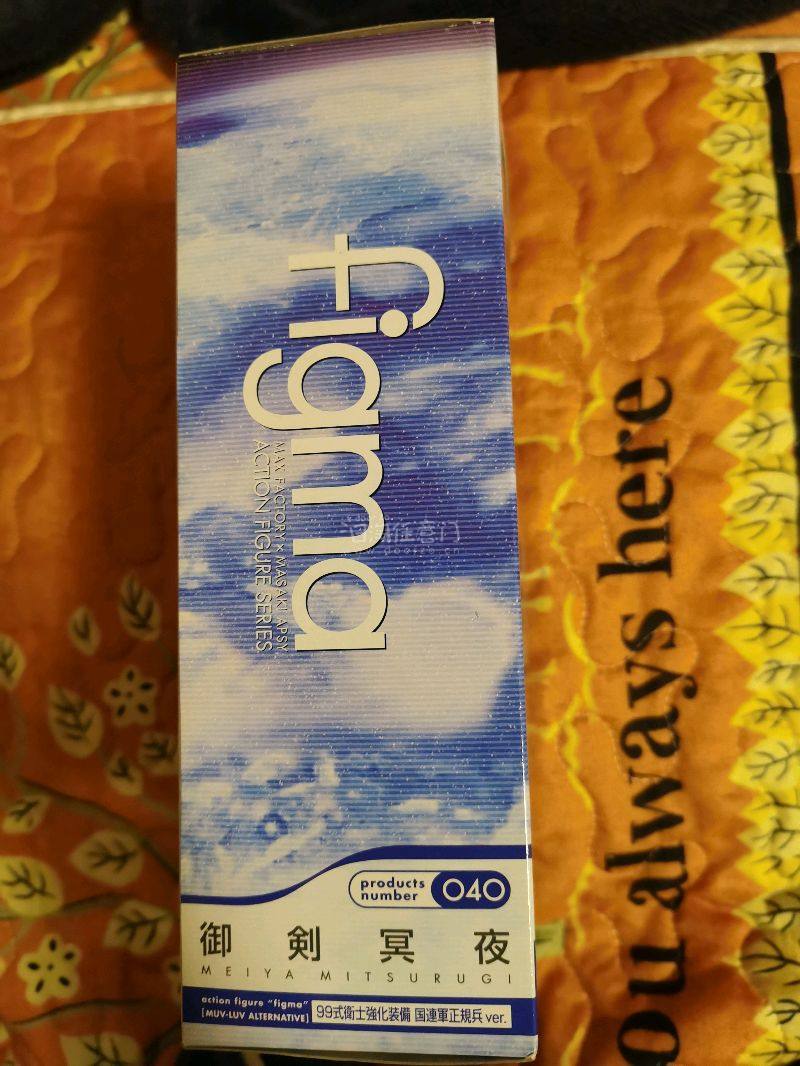 figma
MAX FACTORY × MASAKI APSY
ACTION FIGURE SERIES
products
number 040
御剣冥夜
MEIYA MITSURUGI
action figure "figma"
[MUV-LUV ALTERNATIVE]
99式衛士強化装備 国連軍正規兵 ver.
ou always here